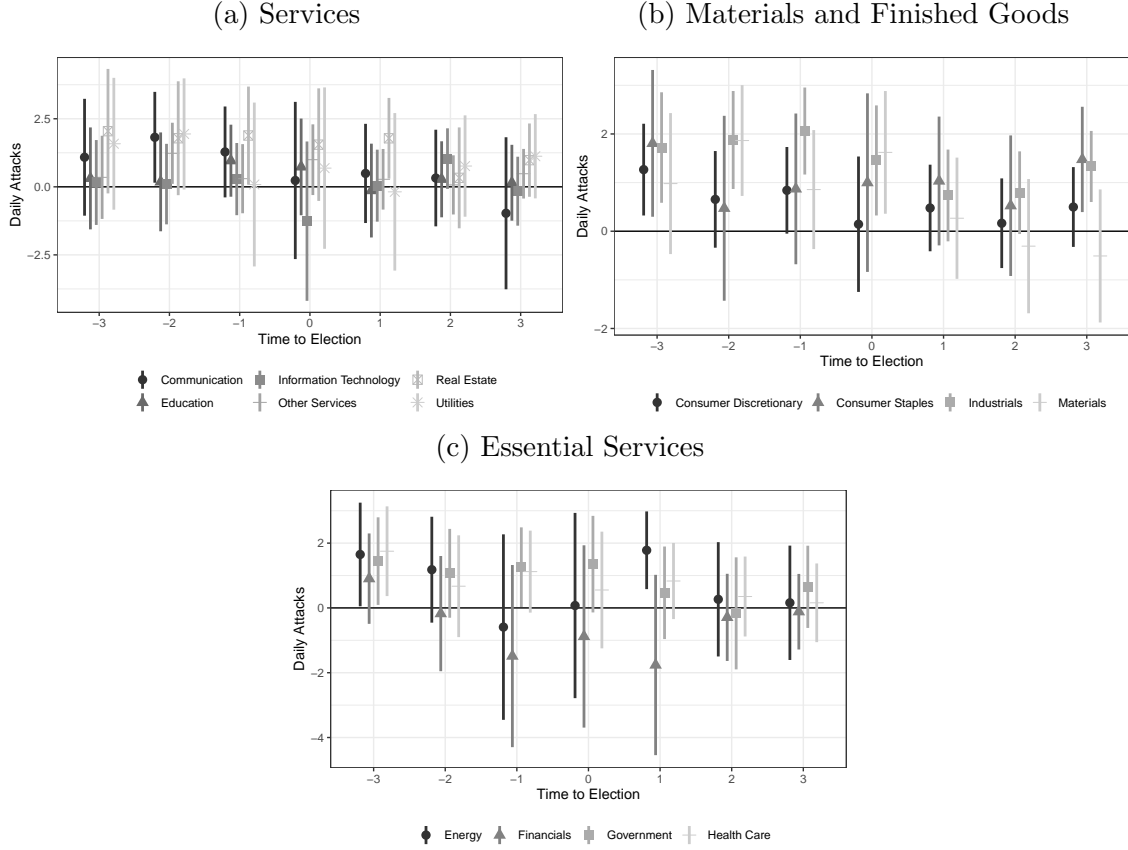 (a) Services
(b) Materials and Finished Goods
Daily Attacks
2.5
0.0
−2.5
−3 −2 −1 0 1 2 3
Time to Election
Communication Information Technology Real Estate
Education Other Services Utilities
Daily Attacks
2
0
−2
−3 −2 −1 0 1 2 3
Time to Election
Consumer Discretionary Consumer Staples Industrials Materials
(c) Essential Services
Daily Attacks
2
0
−2
−4
−3 −2 −1 0 1 2 3
Time to Election
Energy Financials Government Health Care